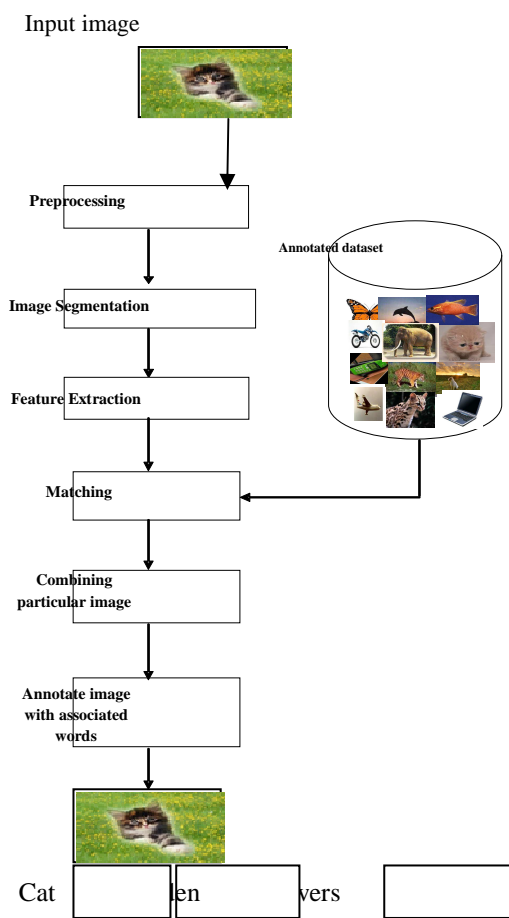 Input image
Preprocessing
Annotated dataset
Image Segmentation
Feature Extraction
Matching
Combining
particular image
Annotate image
with associated
words
Cat